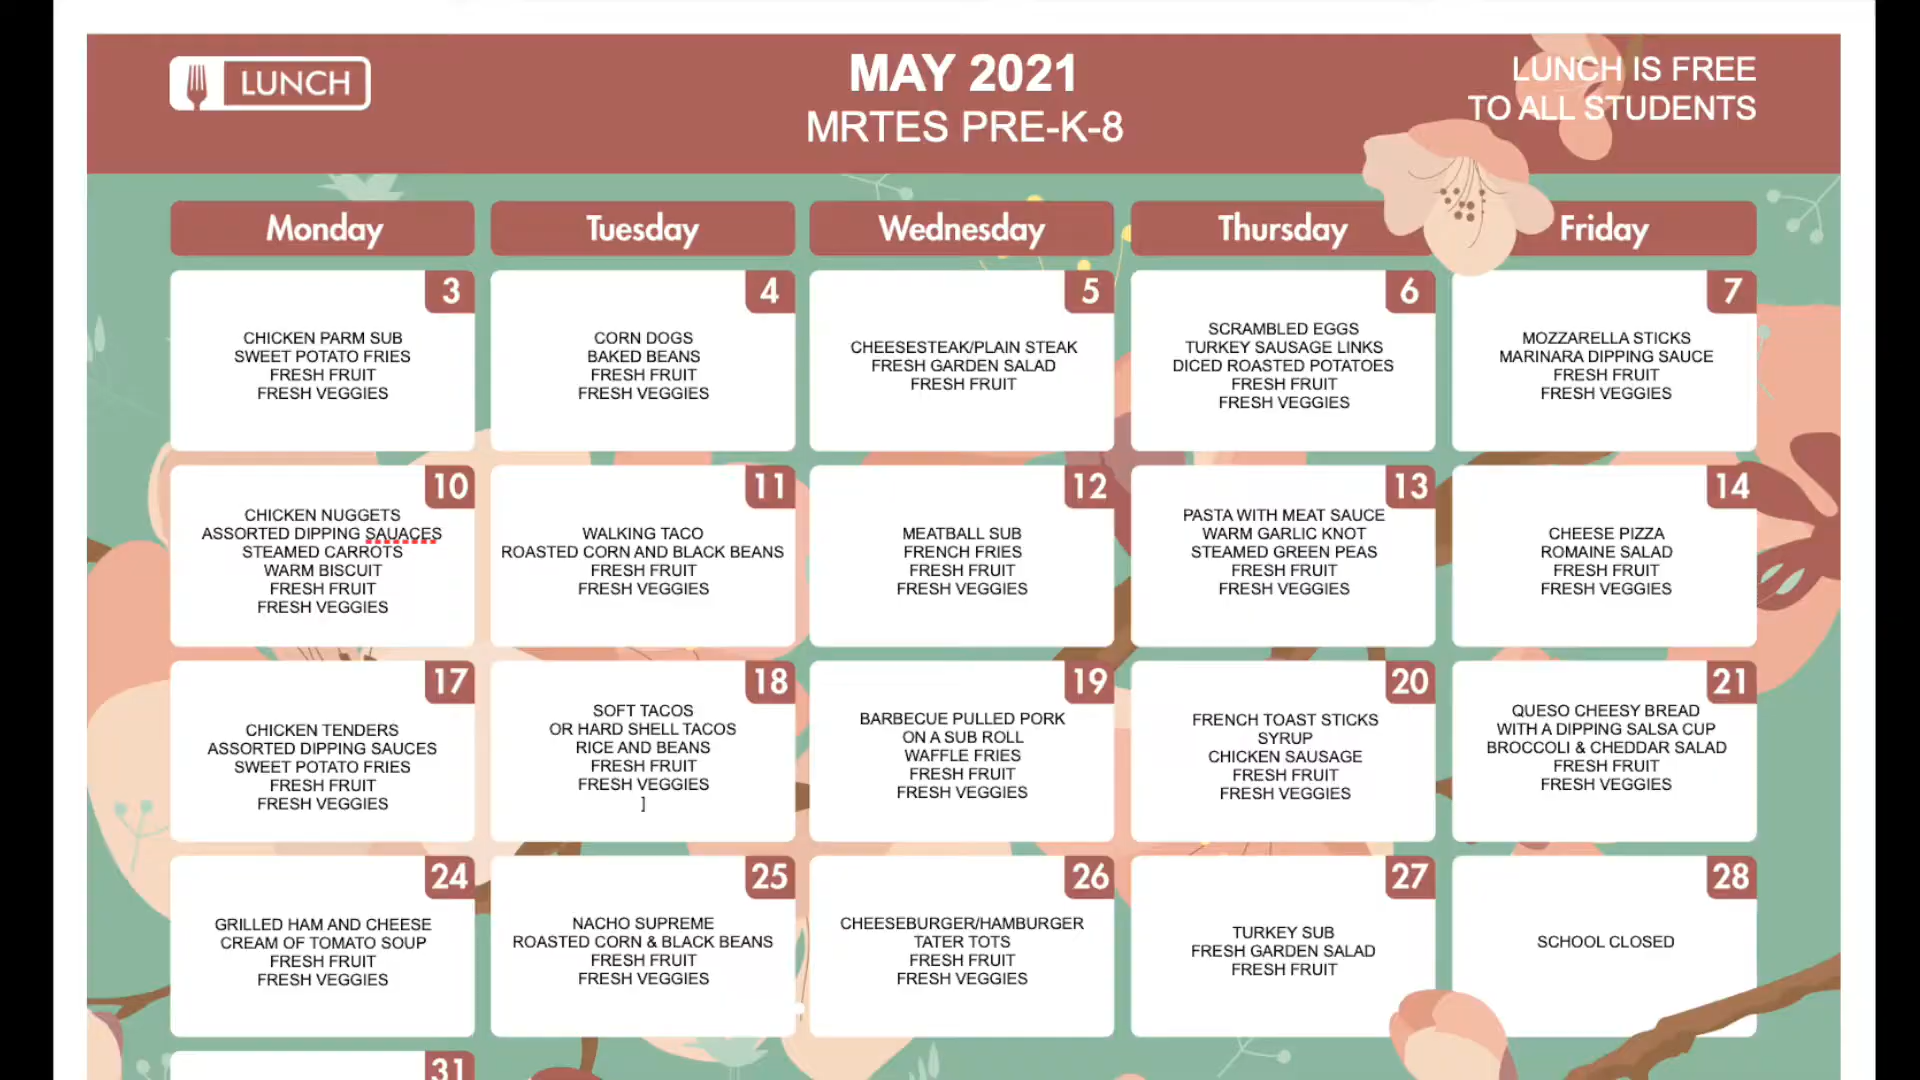 LUNCH
MAY 2021
MRTES PRE-K-8
LUNCH IS FREE
TO ALL STUDENTS
Monday
Tuesday
Wednesday
Thursday
Friday
3
CHICKEN PARM SUB
SWEET POTATO FRIES
FRESH FRUIT
FRESH VEGGIES
4
CORN DOGS
BAKED BEANS
FRESH FRUIT
FRESH VEGGIES
5
CHEESESTEAK/PLAIN STEAK
FRESH GARDEN SALAD
FRESH FRUIT
6
SCRAMBLED EGGS
TURKEY SAUSAGE LINKS
DICED ROASTED POTATOES
FRESH FRUIT
FRESH VEGGIES
7
MOZZARELLA STICKS
MARINARA DIPPING SAUCE
FRESH FRUIT
FRESH VEGGIES
10
CHICKEN NUGGETS
ASSORTED DIPPING SAUACES
STEAMED CARROTS
WARM BISCUIT
FRESH FRUIT
FRESH VEGGIES
11
WALKING TACO
ROASTED CORN AND BLACK BEANS
FRESH FRUIT
FRESH VEGGIES
12
MEATBALL SUB
FRENCH FRIES
FRESH FRUIT
FRESH VEGGIES
13
PASTA WITH MEAT SAUCE
WARM GARLIC KNOT
STEAMED GREEN PEAS
FRESH FRUIT
FRESH VEGGIES
14
CHEESE PIZZA
ROMAINE SALAD
FRESH FRUIT
FRESH VEGGIES
17
CHICKEN TENDERS
ASSORTED DIPPING SAUCES
SWEET POTATO FRIES
FRESH FRUIT
FRESH VEGGIES
18
SOFT TACOS
OR HARD SHELL TACOS
RICE AND BEANS
FRESH FRUIT
FRESH VEGGIES
]
19
BARBECUE PULLED PORK
ON A SUB ROLL
WAFFLE FRIES
FRESH FRUIT
FRESH VEGGIES
20
FRENCH TOAST STICKS
SYRUP
CHICKEN SAUSAGE
FRESH FRUIT
FRESH VEGGIES
21
QUESO CHEESY BREAD
WITH A DIPPING SALSA CUP
BROCCOLI & CHEDDAR SALAD
FRESH FRUIT
FRESH VEGGIES
24
GRILLED HAM AND CHEESE
CREAM OF TOMATO SOUP
FRESH FRUIT
FRESH VEGGIES
25
NACHO SUPREME
ROASTED CORN & BLACK BEANS
FRESH FRUIT
FRESH VEGGIES
26
CHEESEBURGER/HAMBURGER
TATER TOTS
FRESH FRUIT
FRESH VEGGIES
27
TURKEY SUB
FRESH GARDEN SALAD
FRESH FRUIT
28
SCHOOL CLOSED
31